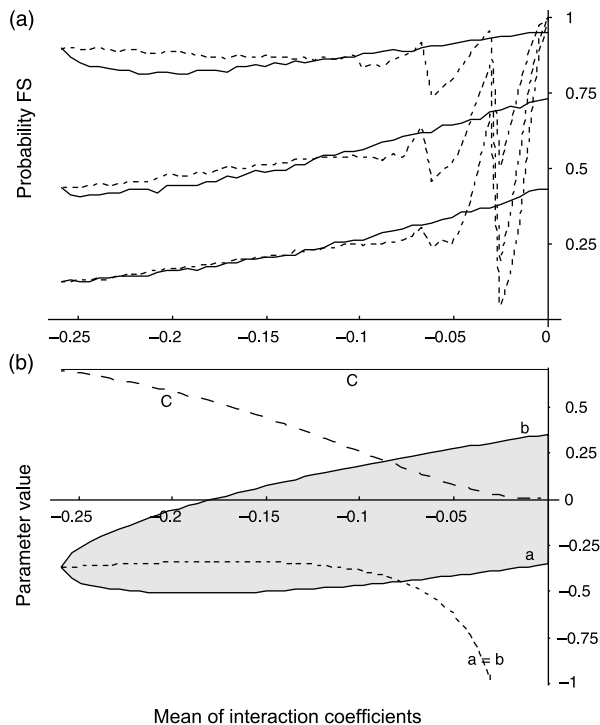 (a)
1
0.75
0.5
0.25
Probability FS
−0.25 −0.2 −0.15 −0.1 −0.05 0
(b)
C
C
0.5
b
0.25
0
−0.25 −0.2 −0.15 −0.1 −0.05
−0.25
a
−0.5
−0.75
a = b
−1
Parameter value
Mean of interaction coefficients